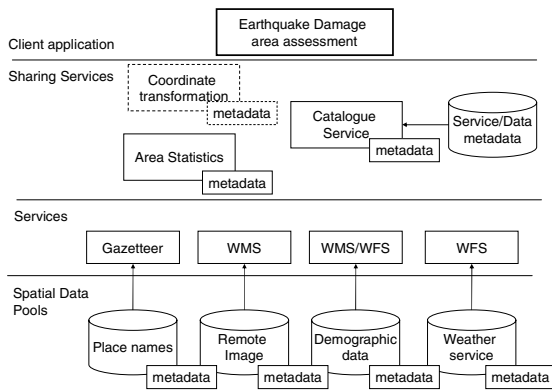 Earthquake Damage
area assessment
Client application
Sharing Services
Coordinate
transformation
metadata
Catalogue
Service
metadata
Service/Data
metadata
Area Statistics
metadata
Services
Gazetteer
WMS
WMS/WFS
WFS
Spatial Data
Pools
Place names
metadata
Remote
Image
metadata
Demographic
data
metadata
Weather
service
metadata